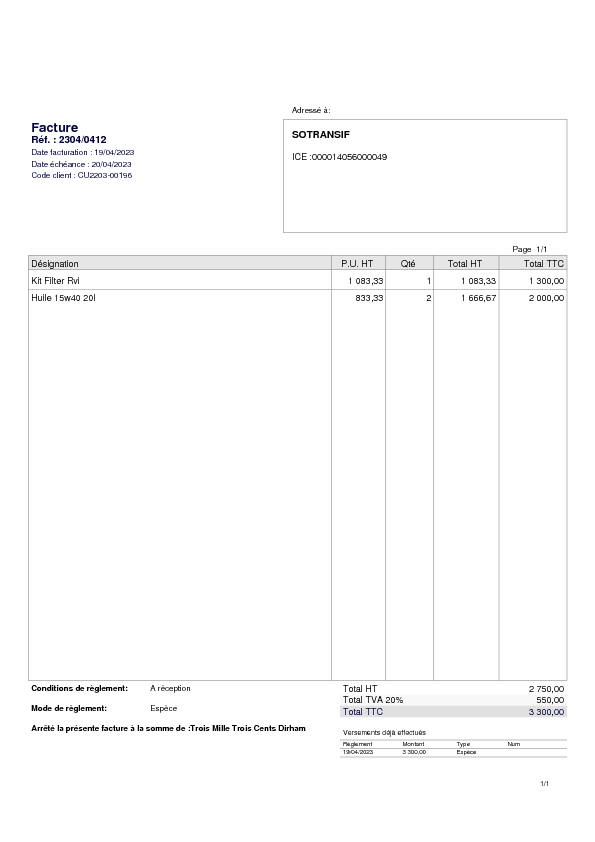 Adressé à:
Facture
Réf. : 2304/0412
Date facturation : 19/04/2023
Date échéance : 20/04/2023
Code client : CU2203-00196
SOTRANSIF
ICE :000014056000049
Page 1/1
Désignation P.U. HT Qté Total HT Total TTC
Kit Filter Rvi 1 083,33 1 1 083,33 1 300,00
Huile 15w40 20l 833,33 2 1 666,67 2 000,00
Conditions de règlement: A réception
Mode de règlement: Espèce
Arrêté la présente facture à la somme de :Trois Mille Trois Cents Dirham
Total HT 2 750,00
Total TVA 20% 550,00
Total TTC 3 300,00
Versements déjà effectués
Règlement Montant Type Num
19/04/2023 3 300,00 Espèce
1/1